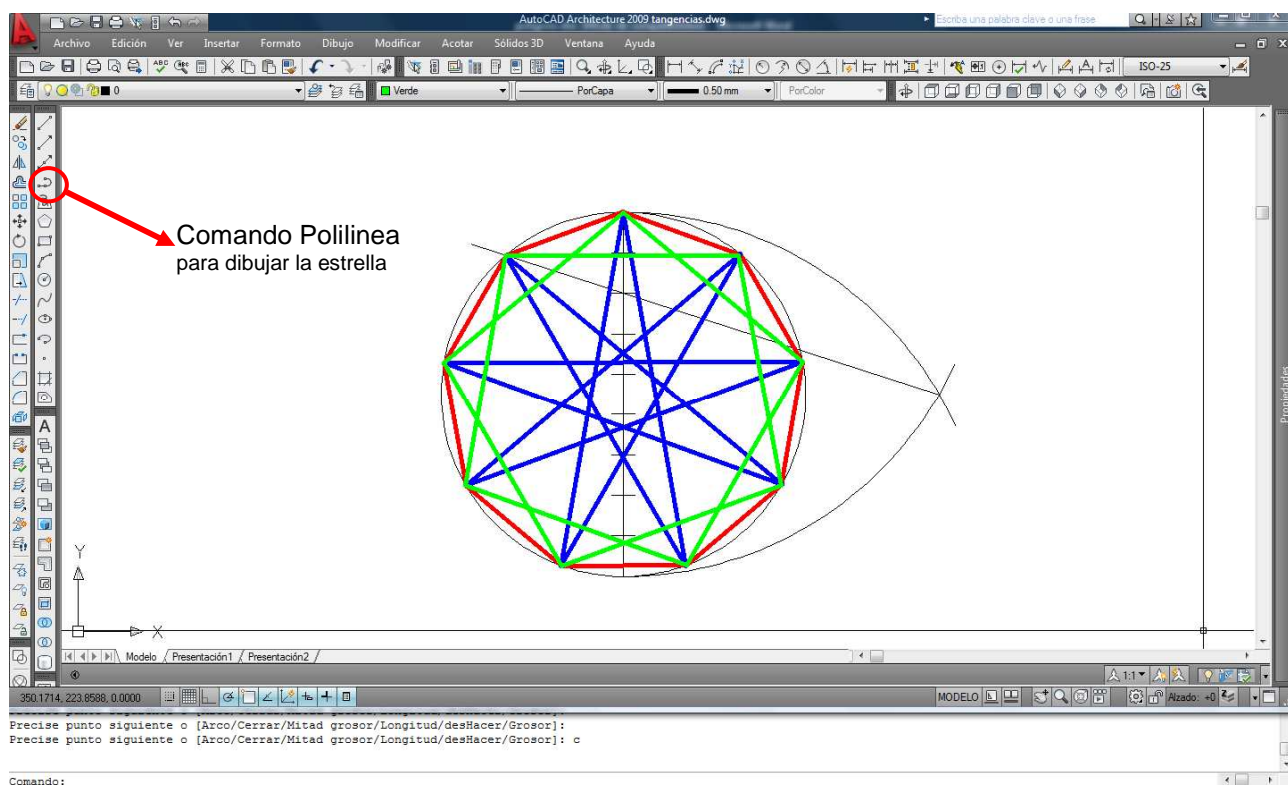 AutoCAD Architecture 2009 tangencias.dwg
Escriba una palabra clave o una frase
Archivo Edición Ver Insertar Formato Dibujo Modificar Acotar Sólidos 3D Ventana Ayuda
ISO-25
0 Verde PorCapa 0.50 mm PorColor
Comando Polilinea
para dibujar la estrella
Propiedades
A
Y
X
Modelo Presentación1 Presentación2
1:1
350.1714, 223.8588, 0.0000 MODELO Alzado: +0
Precise punto siguiente o [Arco/Cerrar/Mitad grosor/Longitud/desHacer/Grosor]:
Precise punto siguiente o [Arco/Cerrar/Mitad grosor/Longitud/desHacer/Grosor]: c
Comando: